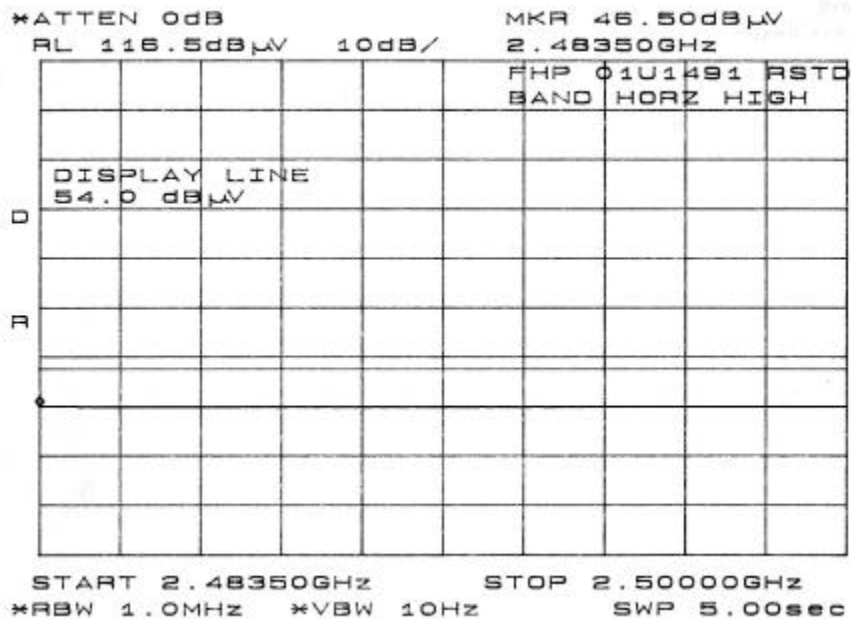 *ATTEN 0dB
RL 116.5dBµV 10dB/
MKR 46.50dBµV
2.48350GHz
FHP 01U1491 RSTD
BAND HORZ HIGH
DISPLAY LINE
54.0 dBµV
D
R
START 2.48350GHz STOP 2.50000GHz
*RBW 1.0MHz *VBW 10Hz SWP 5.00sec